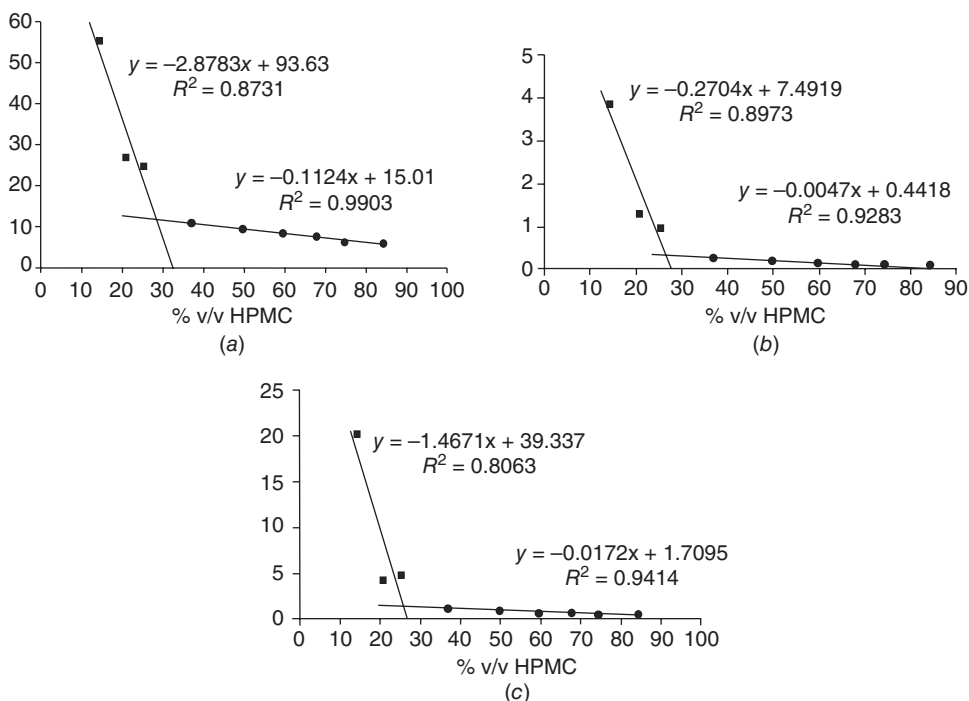 60
50
40
30
20
10
0
y = –2.8783x + 93.63
R² = 0.8731
y = –0.1124x + 15.01
R² = 0.9903
0 10 20 30 40 50 60 70 80 90 100
% v/v HPMC
(a)
5
4
3
2
1
0
y = –0.2704x + 7.4919
R² = 0.8973
y = –0.0047x + 0.4418
R² = 0.9283
0 10 20 30 40 50 60 70 80 90
% v/v HPMC
(b)
25
20
15
10
5
0
y = –1.4671x + 39.337
R² = 0.8063
y = –0.0172x + 1.7095
R² = 0.9414
0 10 20 30 40 50 60 70 80 90 100
% v/v HPMC
(c)